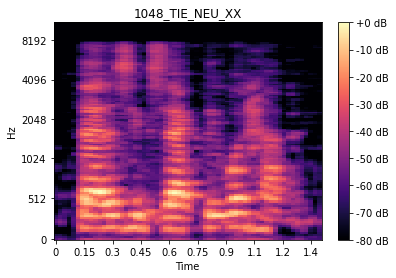 1048_TIE_NEU_XX
Hz
8192
4096
2048
1024
512
0
0 0.15 0.3 0.45 0.6 0.75 0.9 1.1 1.2 1.4
Time
+0 dB
-10 dB
-20 dB
-30 dB
-40 dB
-50 dB
-60 dB
-70 dB
-80 dB